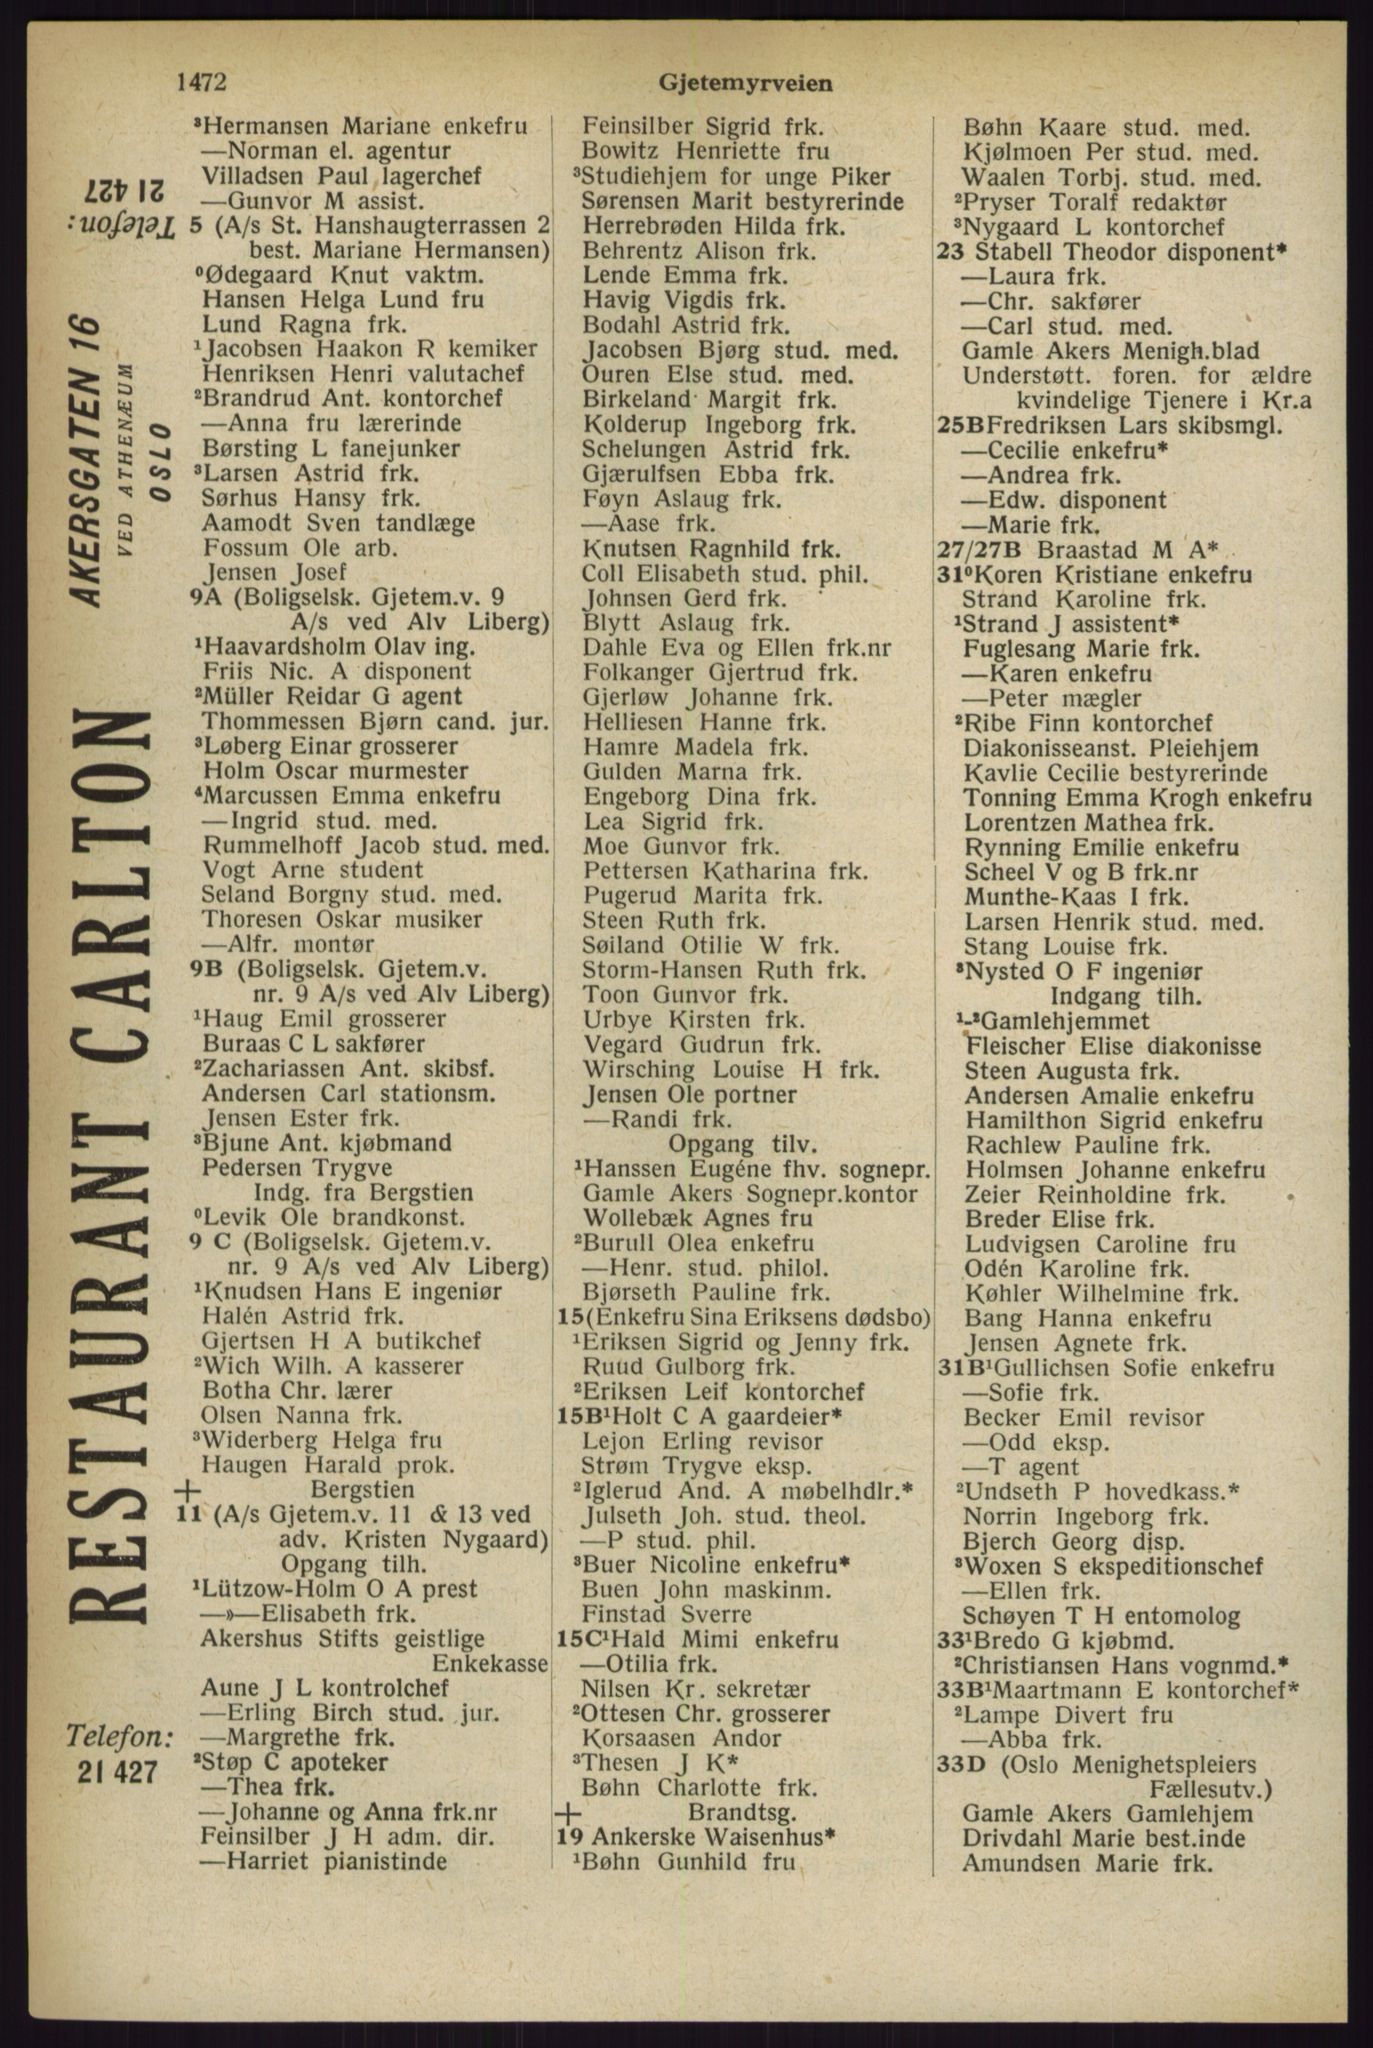 1472
Gjetemyrveien
³Hermansen Mariane enkefru
—Norman el. agentur
Villadsen Paul lagerchef
—Gunvor M assist.
5 (A/s St. Hanshaugterrassen 2
best. Mariane Hermansen)
⁰Ødegaard Knut vaktm.
Hansen Helga Lund fru
Lund Ragna frk.
¹Jacobsen Haakon R kemiker
Henriksen Henri valutachef
²Brandrud Ant. kontorchef
—Anna fru lærerinde
Børsting L fanejunker
³Larsen Astrid frk.
Sørhus Hansy frk.
Aamodt Sven tandlæge
Fossum Ole arb.
Jensen Josef
9A (Boligselsk. Gjetem.v. 9
A/s ved Alv Liberg)
¹Haavardsholm Olav ing.
Friis Nic. A disponent
²Müller Reidar G agent
Thommessen Bjørn cand. jur.
³Løberg Einar grosserer
Holm Oscar murmester
⁴Marcussen Emma enkefru
—Ingrid stud. med.
Rummelhoff Jacob stud. med.
Vogt Arne student
Seland Borgny stud. med.
Thoresen Oskar musiker
—Alfr. montør
9B (Boligselsk. Gjetem.v.
nr. 9 A/s ved Alv Liberg)
¹Haug Emil grosserer
Buraas C L sakfører
²Zachariassen Ant. skibsf.
Andersen Carl stationsm.
Jensen Ester frk.
³Bjune Ant. kjøbmand
Pedersen Trygve
Indg. fra Bergstien
⁰Levik Ole brandkonst.
9 C (Boligselsk. Gjetem.v.
nr. 9 A/s ved Alv Liberg)
¹Knudsen Hans E ingeniør
Halén Astrid frk.
Gjertsen H A butikchef
²Wich Wilh. A kasserer
Botha Chr. lærer
Olsen Nanna frk.
³Widerberg Helga fru
Haugen Harald prok.
+ Bergstien
11 (A/s Gjetem.v. 11 & 13 ved
adv. Kristen Nygaard)
Opgang tilh.
¹Lützow-Holm O A prest
—»—Elisabeth frk.
Akershus Stifts geistlige
Enkekasse
Aune J L kontrolchef
—Erling Birch stud. jur.
—Margrethe frk.
²Støp C apoteker
—Thea frk.
—Johanne og Anna frk.nr
Feinsilber J H adm. dir.
—Harriet pianistinde
Feinsilber Sigrid frk.
Bowitz Henriette fru
³Studiehjem for unge Piker
Sørensen Marit bestyrerinde
Herrebrøden Hilda frk.
Behrentz Alison frk.
Lende Emma frk.
Havig Vigdis frk.
Bodahl Astrid frk.
Jacobsen Bjørg stud. med.
Ouren Else stud. med.
Birkeland Margit frk.
Kolderup Ingeborg frk.
Schelungen Astrid frk.
Gjærulfsen Ebba frk.
Føyn Aslaug frk.
—Aase frk.
Knutsen Ragnhild frk.
Coll Elisabeth stud. phil.
Johnsen Gerd frk.
Blytt Aslaug frk.
Dahle Eva og Ellen frk.nr
Folkanger Gjertrud frk.
Gjerløw Johanne frk.
Helliesen Hanne frk.
Hamre Madela frk.
Gulden Marna frk.
Engeborg Dina frk.
Lea Sigrid frk.
Moe Gunvor frk.
Pettersen Katharina frk.
Pugerud Marita frk.
Steen Ruth frk.
Søiland Otilie W frk.
Storm-Hansen Ruth frk.
Toon Gunvor frk.
Urbye Kirsten frk.
Vegard Gudrun frk.
Wirsching Louise H frk.
Jensen Ole portner
—Randi frk.
Opgang tilv.
¹Hanssen Eugéne fhv. sognepr.
Gamle Akers Sognepr.kontor
Wollebæk Agnes fru
²Burull Olea enkefru
—Henr. stud. philol.
Bjørseth Pauline frk.
15(Enkefru Sina Eriksens dødsbo)
¹Eriksen Sigrid og Jenny frk.
Ruud Gulborg frk.
²Eriksen Leif kontorchef
15B¹Holt C A gaardeier*
Lejon Erling revisor
Strøm Trygve eksp.
²Iglerud And. A møbelhdlr.*
Julseth Joh. stud. theol.
—P stud. phil.
³Buer Nicoline enkefru*
Buen John maskinm.
Finstad Sverre
15C¹Hald Mimi enkefru
—Otilia frk.
Nilsen Kr. sekretær
²Ottesen Chr. grosserer
Korsaasen Andor
³Thesen J K*
Bøhn Charlotte frk.
+ Brandtsg.
19 Ankerske Waisenhus*
¹Bøhn Gunhild fru
Bøhn Kaare stud. med.
Kjølmoen Per stud. med.
Waalen Torbj. stud. med.
²Pryser Toralf redaktør
³Nygaard L kontorchef
23 Stabell Theodor disponent*
—Laura frk.
—Chr. sakfører
—Carl stud. med.
Gamle Akers Menigh.blad
Understøtt. foren. for ældre
kvindelige Tjenere i Kr.a
25BFredriksen Lars skibsmgl.
—Cecilie enkefru*
—Andrea frk.
—Edw. disponent
—Marie frk.
27/27B Braastad M A*
31⁰Koren Kristiane enkefru
Strand Karoline frk.
¹Strand J assistent*
Fuglesang Marie frk.
—Karen enkefru
—Peter mægler
²Ribe Finn kontorchef
Diakonisseanst. Pleiehjem
Kavlie Cecilie bestyrerinde
Tonning Emma Krogh enkefru
Lorentzen Mathea frk.
Rynning Emilie enkefru
Scheel V og B frk.nr
Munthe-Kaas I frk.
Larsen Henrik stud. med.
Stang Louise frk.
³Nysted O F ingeniør
Indgang tilh.
¹-³Gamlehjemmet
Fleischer Elise diakonisse
Steen Augusta frk.
Andersen Amalie enkefru
Hamilthon Sigrid enkefru
Rachlew Pauline frk.
Holmsen Johanne enkefru
Zeier Reinholdine frk.
Breder Elise frk.
Ludvigsen Caroline fru
Odén Karoline frk.
Køhler Wilhelmine frk.
Bang Hanna enkefru
Jensen Agnete frk.
31B¹Gullichsen Sofie enkefru
—Sofie frk.
Becker Emil revisor
—Odd eksp.
—T agent
²Undseth P hovedkass.*
Norrin Ingeborg frk.
Bjerch Georg disp.
³Woxen S ekspeditionschef
—Ellen frk.
Schøyen T H entomolog
33¹Bredo G kjøbmd.
²Christiansen Hans vognmd.*
33B¹Maartmann E kontorchef*
²Lampe Divert fru
—Abba frk.
33D (Oslo Menighetspleiers
Fællesutv.)
Gamle Akers Gamlehjem
Drivdahl Marie best.inde
Amundsen Marie frk.
Telefon:
21 427
RESTAURANT CARLTON
AKERSGATEN 16
VED ATHENÆUM
OSLO
Telefon:
21 427